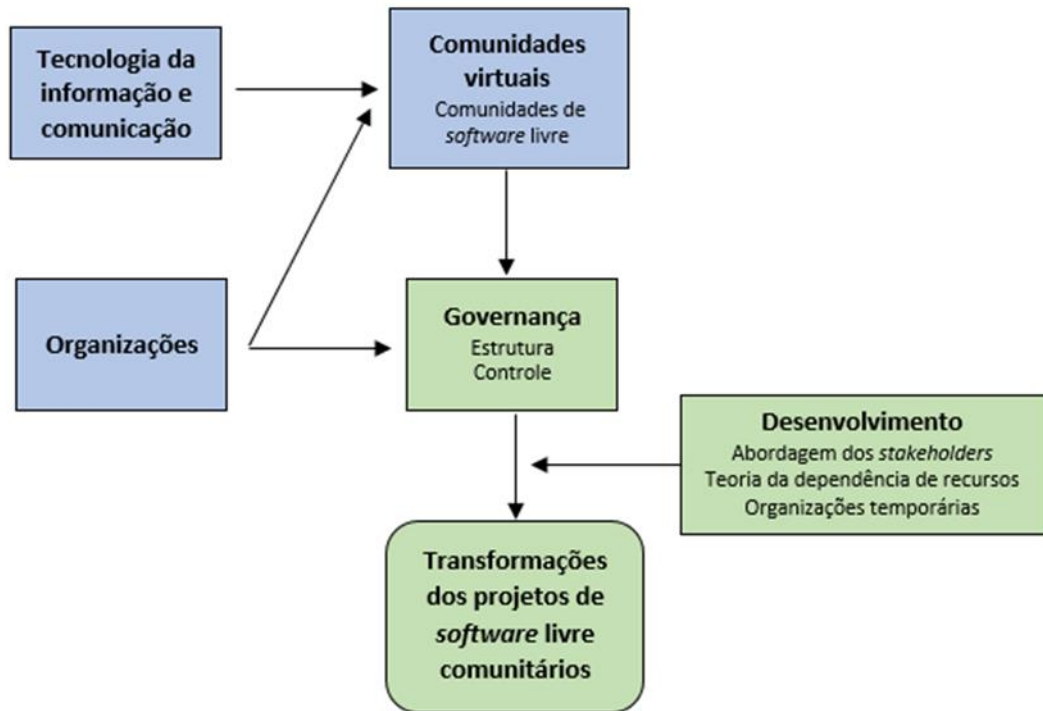 Tecnologia da
informação e
comunicação
Comunidades
virtuais
Comunidades de
software livre
Organizações
Governança
Estrutura
Controle
Desenvolvimento
Abordagem dos stakeholders
Teoria da dependência de recursos
Organizações temporárias
Transformações
dos projetos de
software livre
comunitários